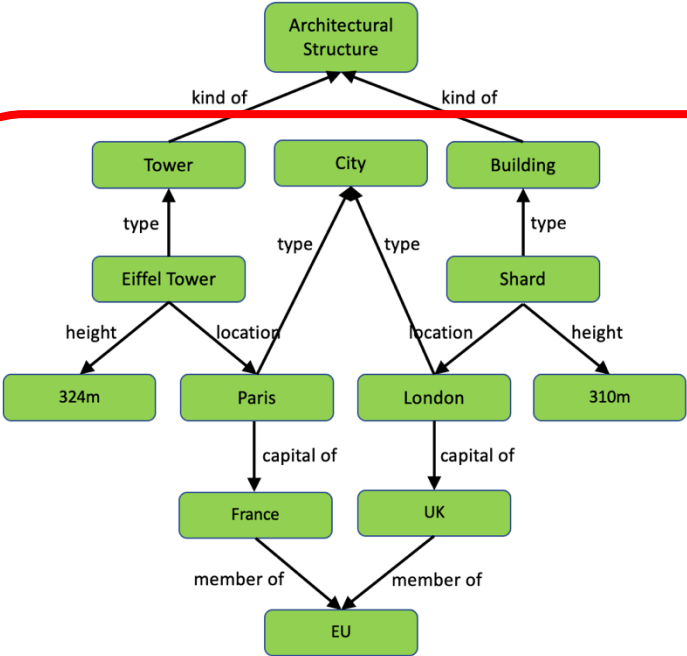 Architectural
Structure
kind of
kind of
Tower
City
Building
type
type
type
type
Eiffel Tower
Shard
height
location
location
height
324m
Paris
London
310m
capital of
capital of
France
UK
member of
member of
EU